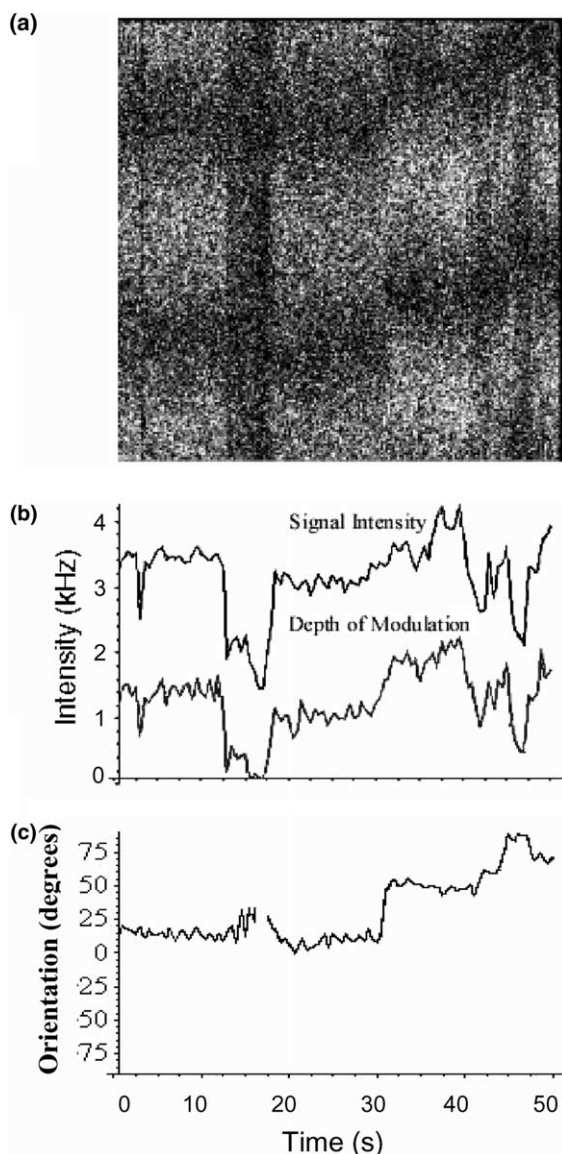 (a)
(b)
4
3
2
1
0
Intensity (kHz)
Signal Intensity
Depth of Modulation
(c)
75
50
25
0
-25
-50
-75
Orientation (degrees)
0 10 20 30 40 50
Time (s)